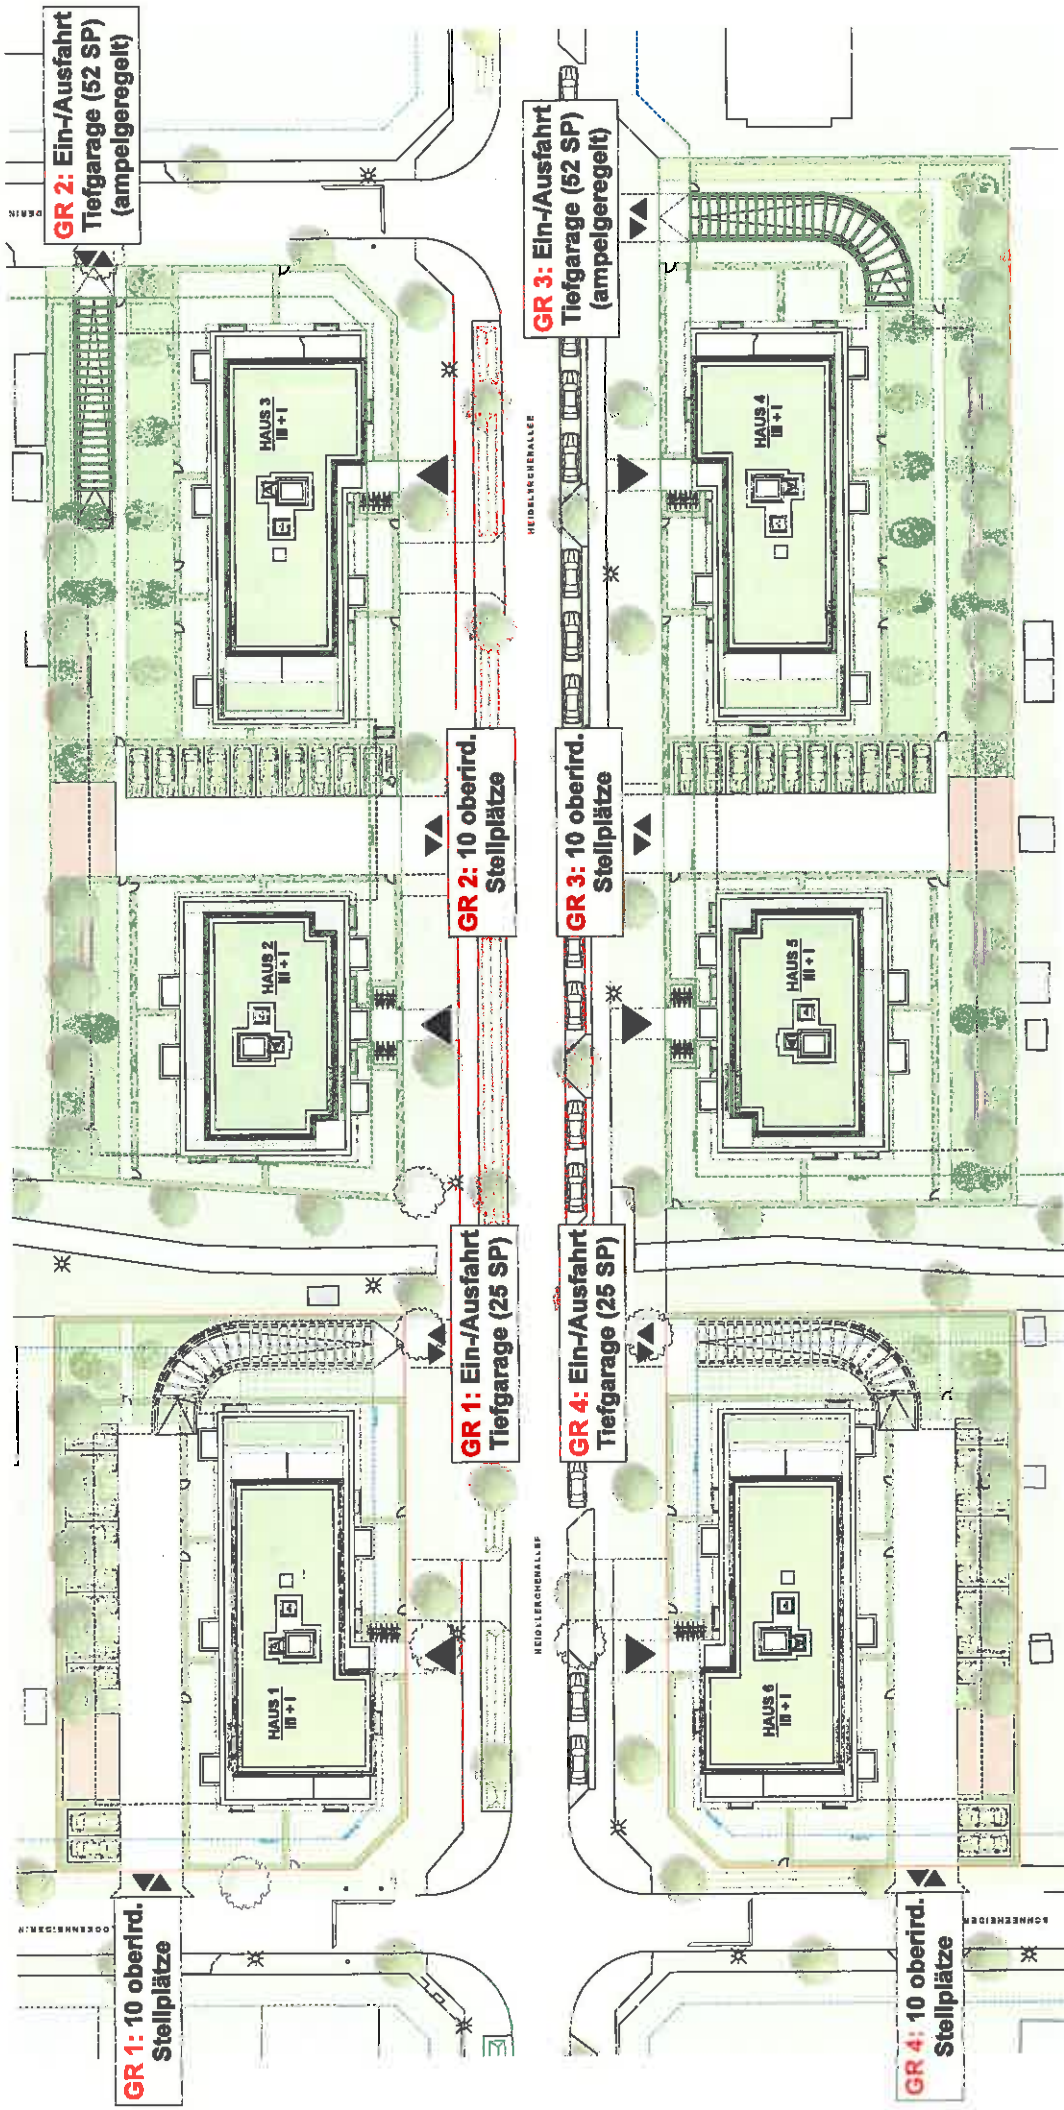 GR 2: Ein-/Ausfahrt
Tiefgarage (52 SP)
(ampelgeregelt)
GR 3: Ein-/Ausfahrt
Tiefgarage (52 SP)
(ampelgeregelt)
HAUS 3
III + I
HEIDELERCHENALLEE
HAUS 4
III + I
GR 2: 10 oberird.
Stellplätze
GR 3: 10 oberird.
Stellplätze
HAUS 2
III + I
HAUS 5
III + I
GR 1: Ein-/Ausfahrt
Tiefgarage (25 SP)
GR 4: Ein-/Ausfahrt
Tiefgarage (25 SP)
HAUS 1
III + I
HEIDELERCHENALLEE
HAUS 6
III + I
GR 1: 10 oberird.
Stellplätze
GR 4: 10 oberird.
Stellplätze
SCHNEEHEIDER